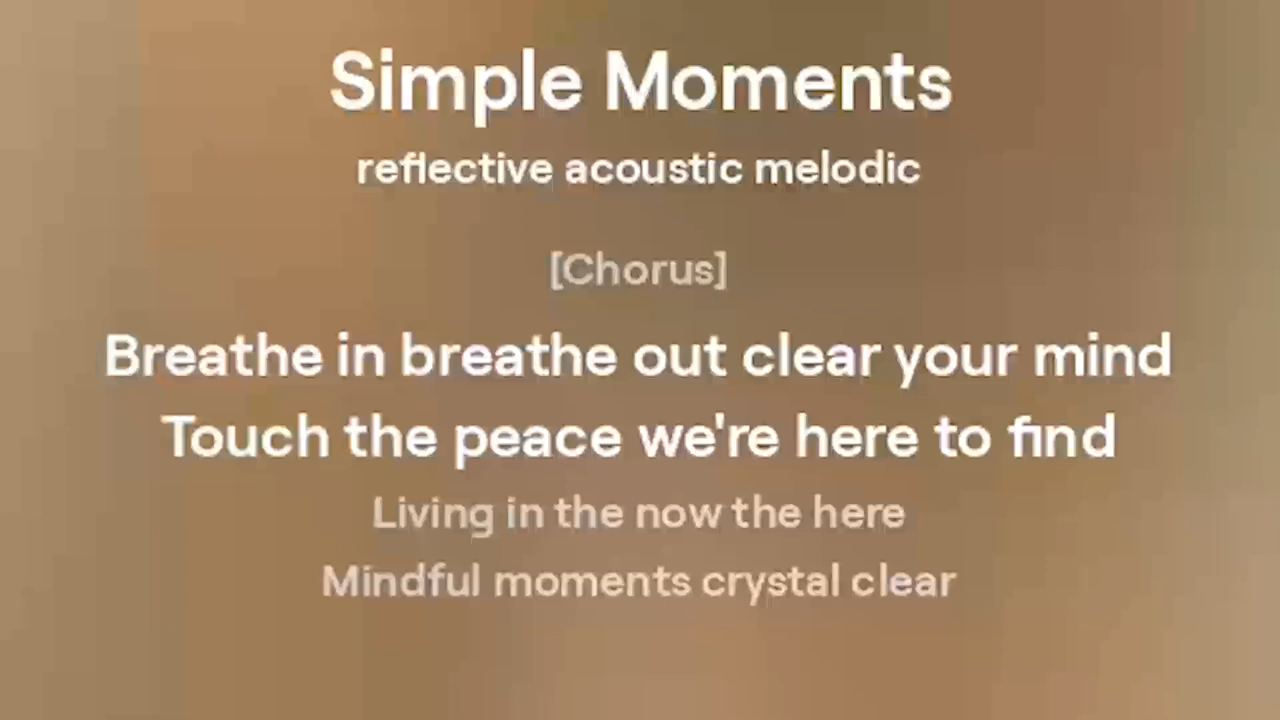 Simple Moments
reflective acoustic melodic
[Chorus]
Breathe in breathe out clear your mind
Touch the peace we're here to find
Living in the now the here
Mindful moments crystal clear